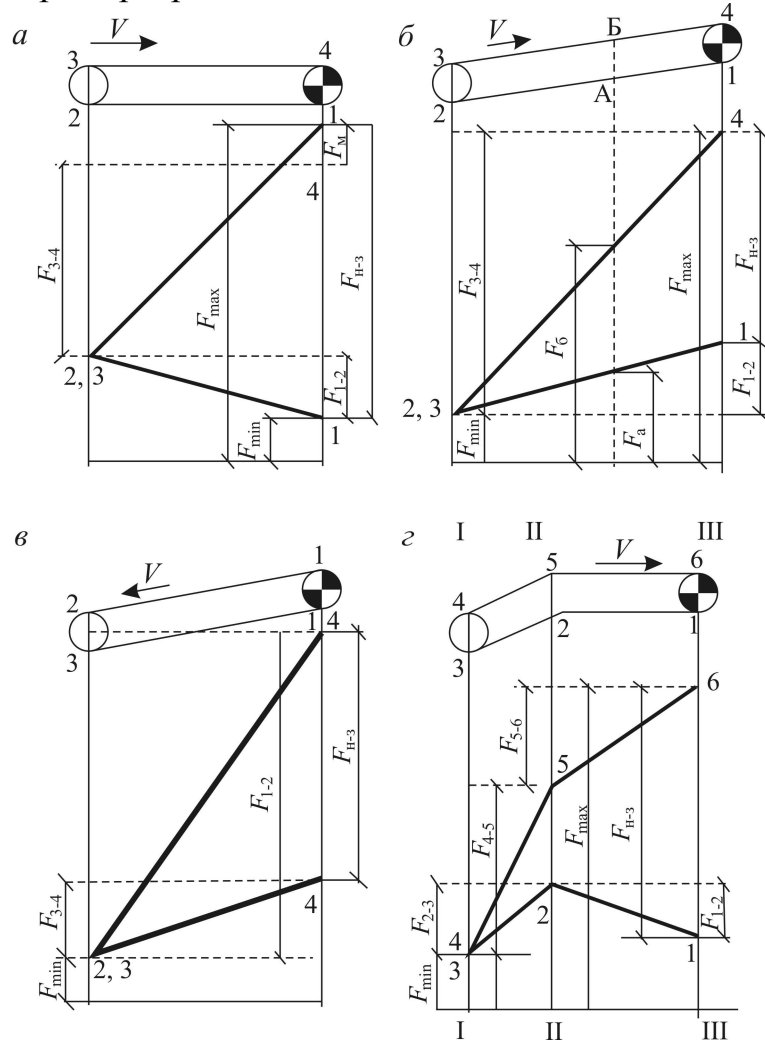 а
V
3
4
2
1
Fм
4
F3-4
Fmax
Fн-з
2, 3
F1-2
Fmin
1
б
V
Б
4
3
А
1
2
4
F3-4
Fб
Fmax
Fн-з
1
2, 3
Fmin
Fа
F1-2
в
V
1
2
1 4
3
F1-2
Fн-з
F3-4
4
2, 3
Fmin
г
I II III
V
5 6
4
2 1
3
6
F5-6
5
F4-5
Fmax
Fн-з
F2-3
2
F1-2
4
3
1
Fmin
I II III